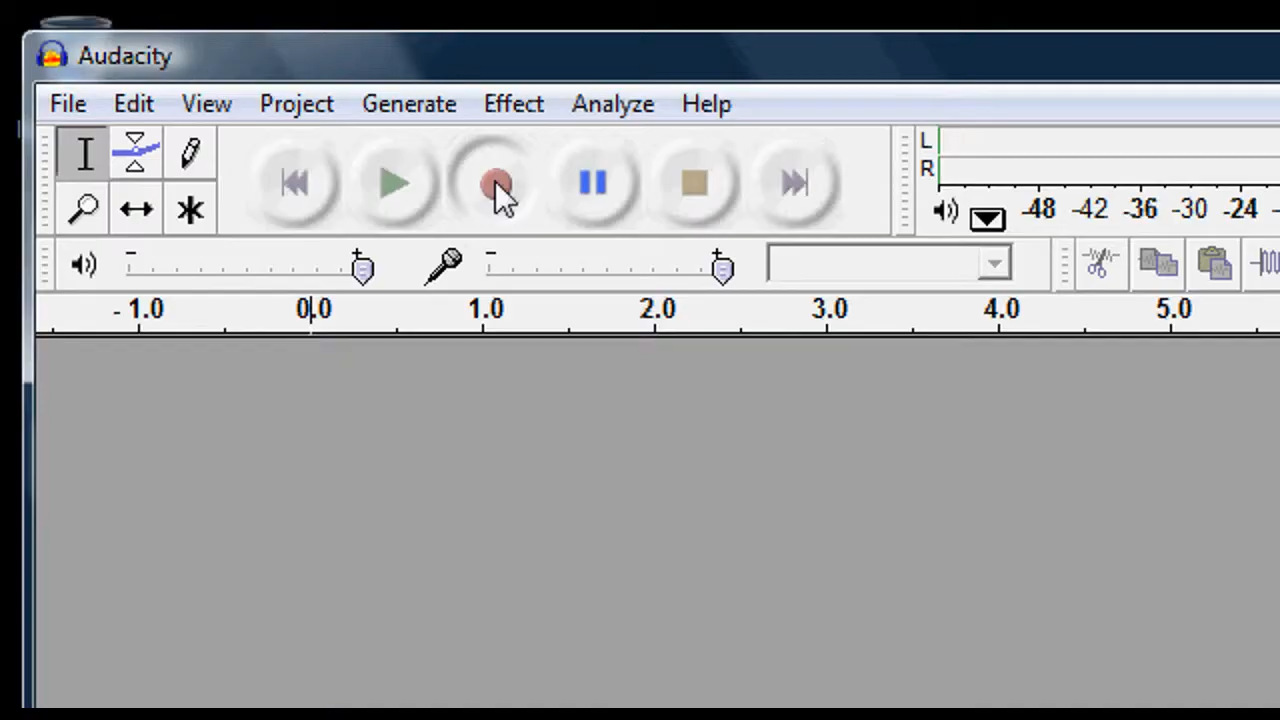 Audacity
File Edit View Project Generate Effect Analyze Help
L
R
-48 -42 -36 -30 -24
- 1.0 0.0 1.0 2.0 3.0 4.0 5.0